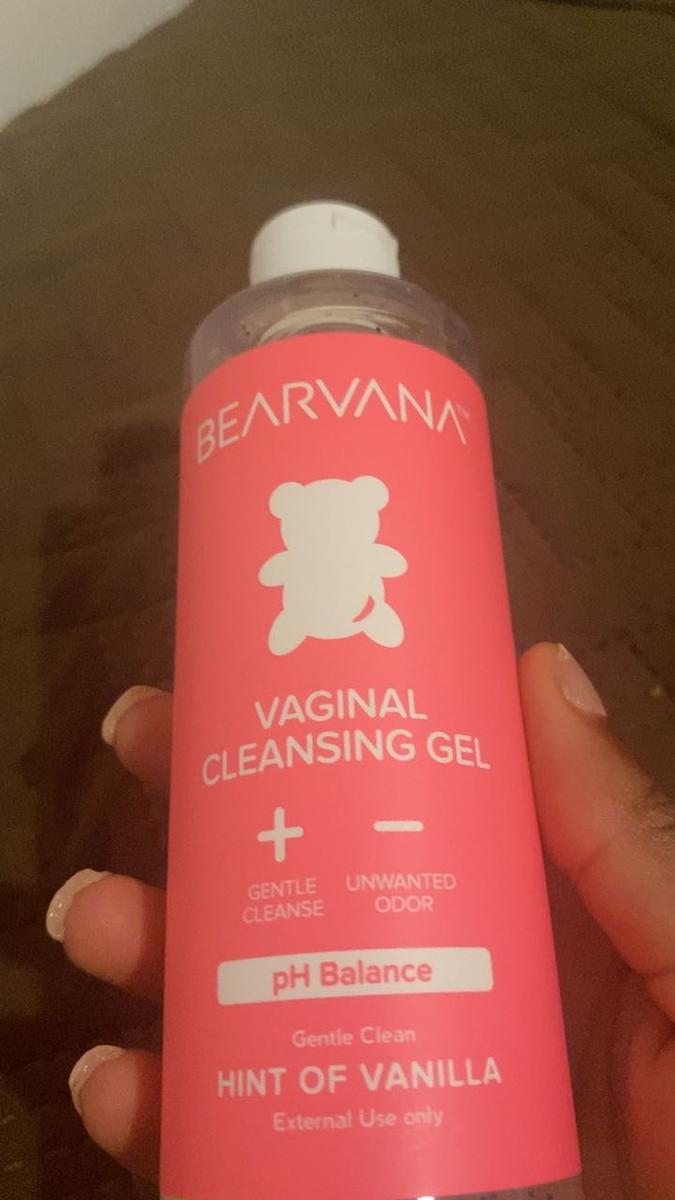 BEARVANA™
VAGINAL
CLEANSING GEL
+ −
GENTLE UNWANTED
CLEANSE ODOR
pH Balance
Gentle Clean
HINT OF VANILLA
External Use only